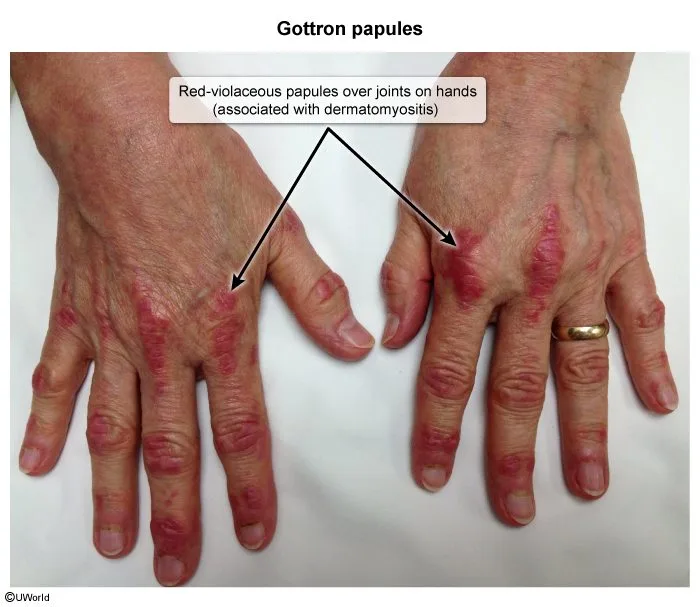 Gottron papules
Red-violaceous papules over joints on hands
(associated with dermatomyositis)
©UWorld